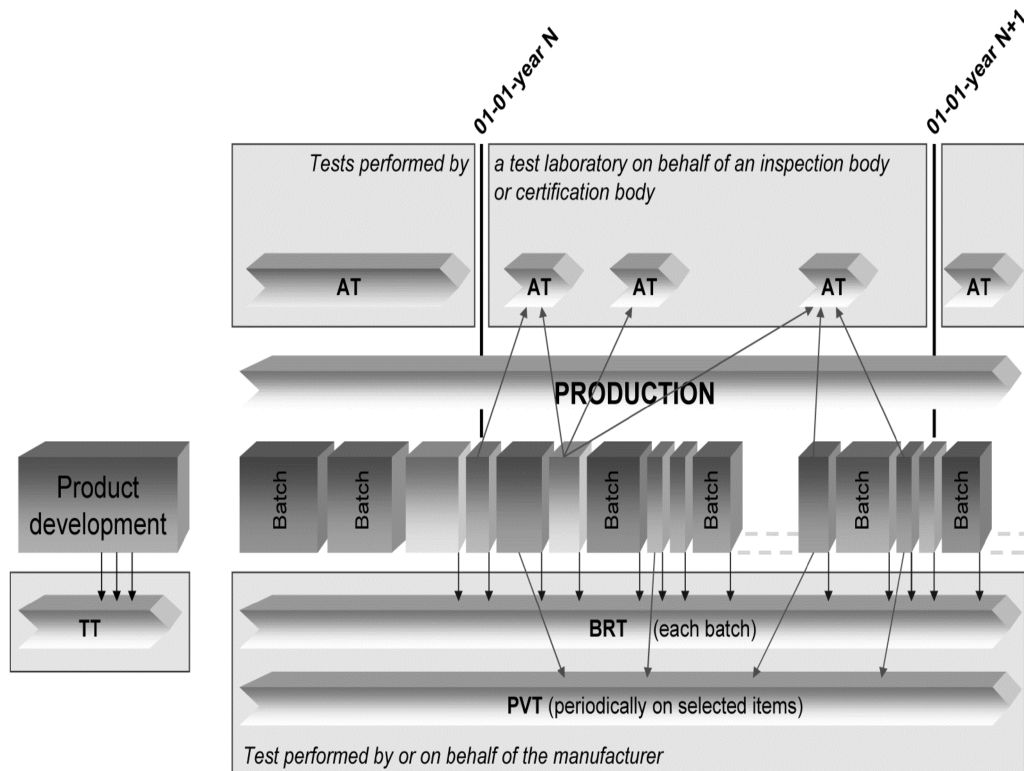 01-01-year N
01-01-year N+1
Tests performed by
a test laboratory on behalf of an inspection body
or certification body
AT
AT
AT
AT
AT
PRODUCTION
Product
development
Batch
Batch
Batch
Batch
Batch
Batch
TT
BRT (each batch)
PVT (periodically on selected items)
Test performed by or on behalf of the manufacturer